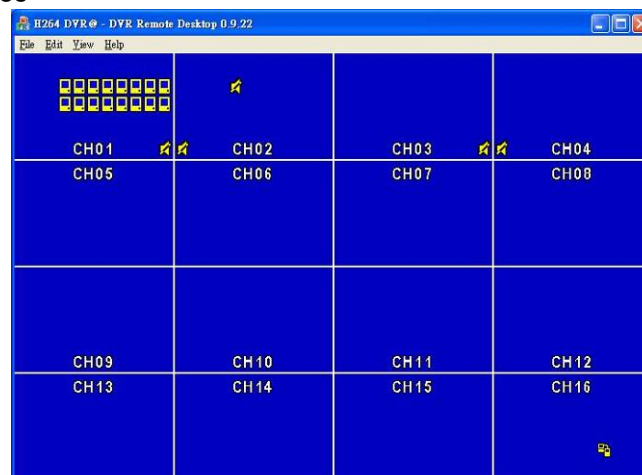 H264 DVR@ - DVR Remote Desktop 0.9.22
File Edit View Help
CH01 CH02 CH03 CH04
CH05 CH06 CH07 CH08
CH09 CH10 CH11 CH12
CH13 CH14 CH15 CH16